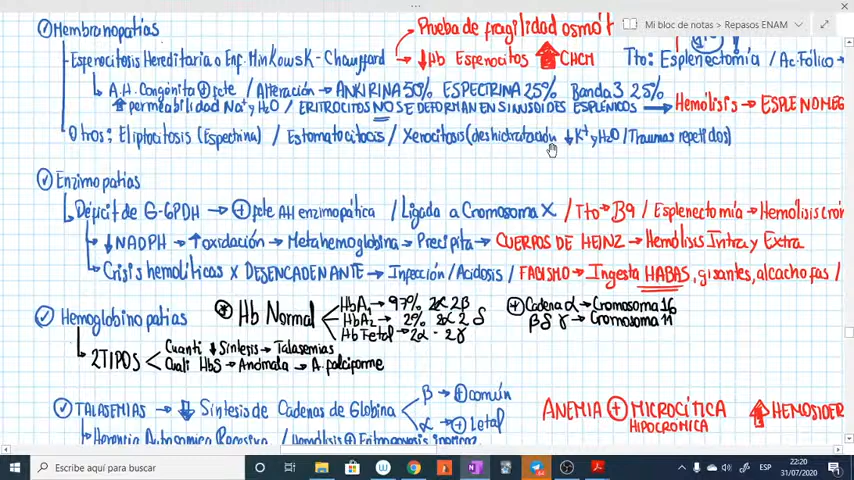 Mi bloc de notas » Repasos ENAM
Membranopatías
Prueba de fragilidad osmót
Esferocitosis Hereditaria o Enf. Minkowsk-Chauffard
↓Hb Esferocitos ↑ CHCM
Tto: Esplenectomía / Ac. Fólico →
A.H. Congénita ⊕ fcte / Alteración → ANKIRINA 50% ESPECTRINA 25% Banda 3 25%
↑ permeabilidad Na+ y H2O / ERITROCITOS NO SE DEFORMAN EN SINUSOIDES ESPLÉNICOS → Hemólisis → ESPLENOMEG
Otros: Eliptocitosis (Espectrina) / Estomatocitosis / Xerocitosis (deshidratación ↓K+ y H2O / Traumas repetidos)
Enzimopatías
Déficit de G-6PDH → ⊕ fcte AH enzimopática / Ligada a Cromosoma X / Tto → B9 / Esplenectomía → Hemólisis crón
↓NADPH → ↑oxidación → Metahemoglobina → Precipita → CUERPOS DE HEINZ → Hemólisis Intra y Extra
Crisis hemolíticas x DESENCADENANTE → Infección / Acidosis / FABISMO → Ingesta HABAS, gisantes, alcachofas /
Hemoglobinopatías
Hb Normal
HbA1 → 97% 2α 2β
HbA2 → 2% 2α 2 δ
Hb Fetal → 2α - 2γ
⊕ Cadena α → Cromosoma 16
β δ γ → Cromosoma 11
2 TIPOS
Cuanti ↓ Síntesis → Talasemias
Cuali HbS → Anómala → A. falciforme
TALASEMIAS → ↓ Síntesis de Cadenas de Globina
β → ⊕ común
α → ⊕ Letal
ANEMIA ⊕ MICROCÍTICA
HIPOCRÓMICA
↑ HEMOSIDER
Herencia Autosómica Recesiva / Hemólisis
Escribe aquí para buscar
ESP
22:20
31/07/2020